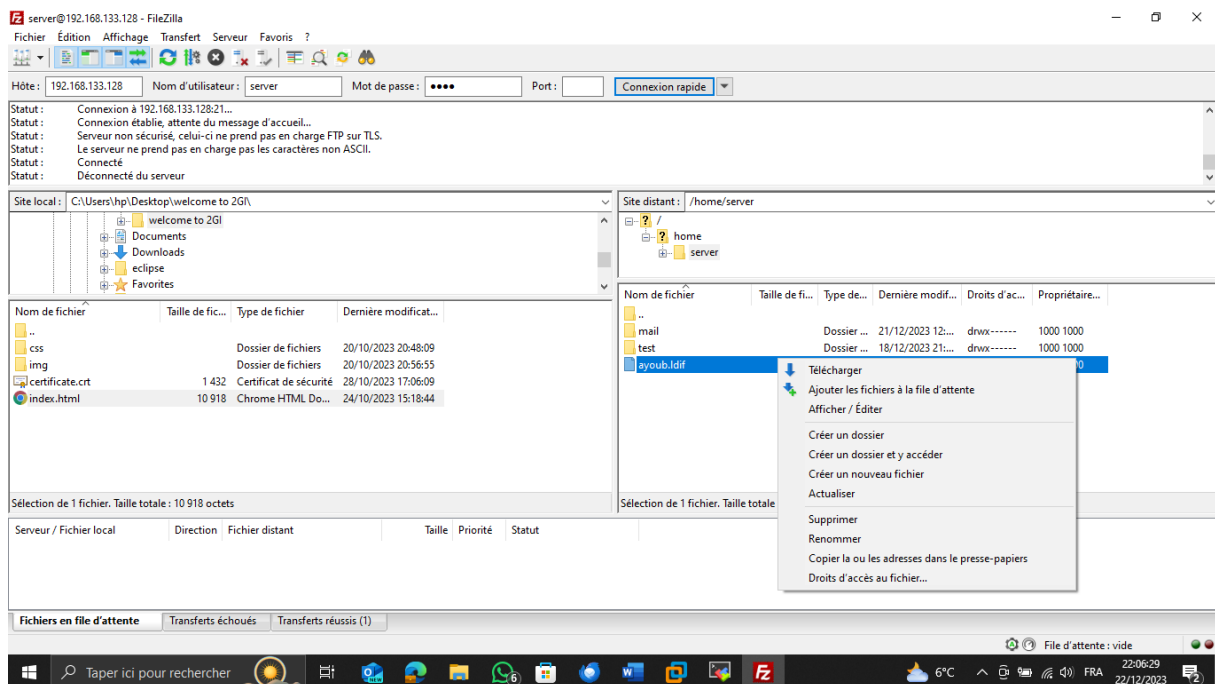 server@192.168.133.128 - FileZilla
Fichier Édition Affichage Transfert Serveur Favoris ?
Hôte : 192.168.133.128 Nom d'utilisateur : server Mot de passe : •••• Port : Connexion rapide
Statut : Connexion à 192.168.133.128:21...
Statut : Connexion établie, attente du message d'accueil...
Statut : Serveur non sécurisé, celui-ci ne prend pas en charge FTP sur TLS.
Statut : Le serveur ne prend pas en charge pas les caractères non ASCII.
Statut : Connecté
Statut : Déconnecté du serveur
Site local : C:\Users\hp\Desktop\welcome to 2GI\
welcome to 2GI
Documents
Downloads
eclipse
Favorites
Site distant : /home/server
/
home
server
Nom de fichier Taille de fic... Type de fichier Dernière modificat...
..
css Dossier de fichiers 20/10/2023 20:48:09
img Dossier de fichiers 20/10/2023 20:56:55
certificate.crt 1 432 Certificat de sécurité 28/10/2023 17:06:09
index.html 10 918 Chrome HTML Do... 24/10/2023 15:18:44
Sélection de 1 fichier. Taille totale : 10 918 octets
Nom de fichier Taille de fi... Type de... Dernière modif... Droits d'ac... Propriétaire...
..
mail Dossier ... 21/12/2023 12:... drwx------ 1000 1000
test Dossier ... 18/12/2023 21:... drwx------ 1000 1000
ayoub.ldif
Sélection de 1 fichier. Taille totale
Télécharger
Ajouter les fichiers à la file d'attente
Afficher / Éditer
Créer un dossier
Créer un dossier et y accéder
Créer un nouveau fichier
Actualiser
Supprimer
Renommer
Copier la ou les adresses dans le presse-papiers
Droits d'accès au fichier...
Serveur / Fichier local Direction Fichier distant Taille Priorité Statut
Fichiers en file d'attente Transferts échoués Transferts réussis (1)
File d'attente : vide
Taper ici pour rechercher
6°C FRA 22:06:29
22/12/2023